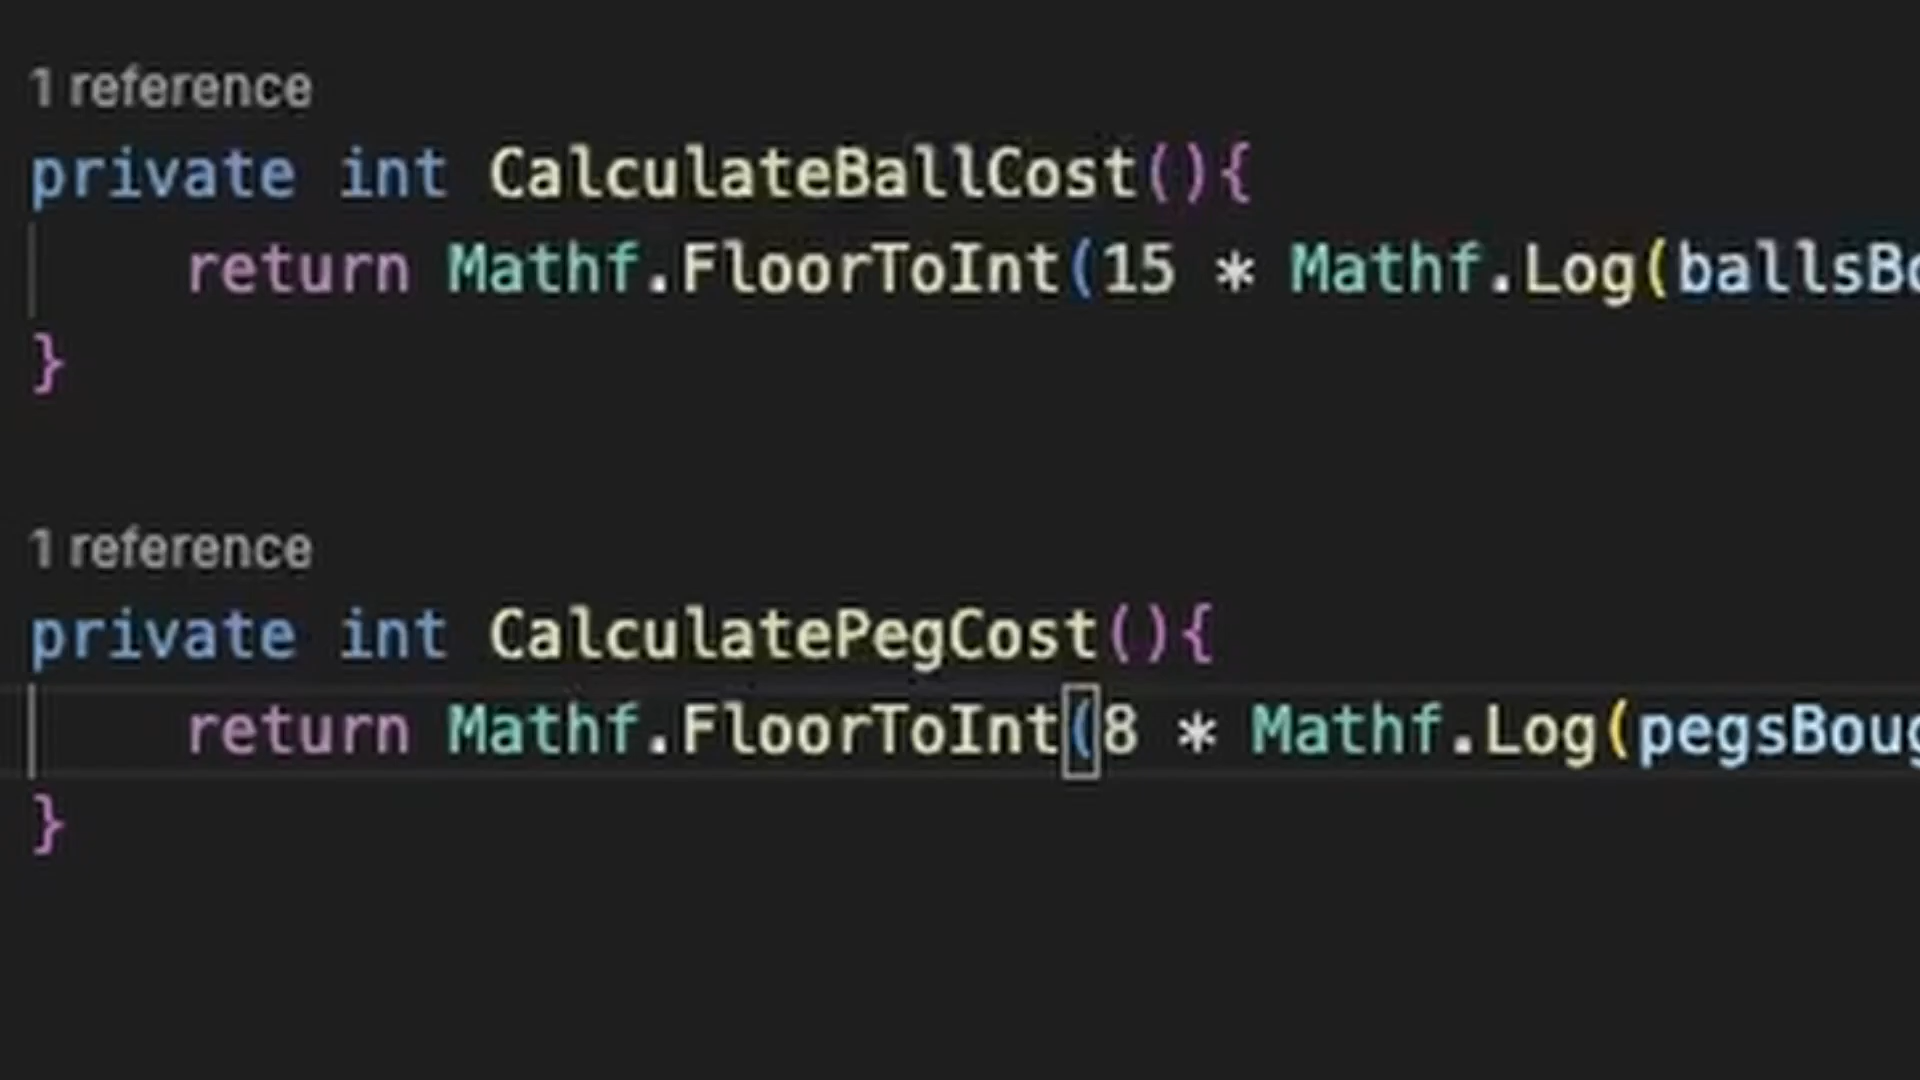 1 reference
private int CalculateBallCost(){
return Mathf.FloorToInt(15 * Mathf.Log(ballsBo
}
1 reference
private int CalculatePegCost(){
return Mathf.FloorToInt(8 * Mathf.Log(pegsBoug
}